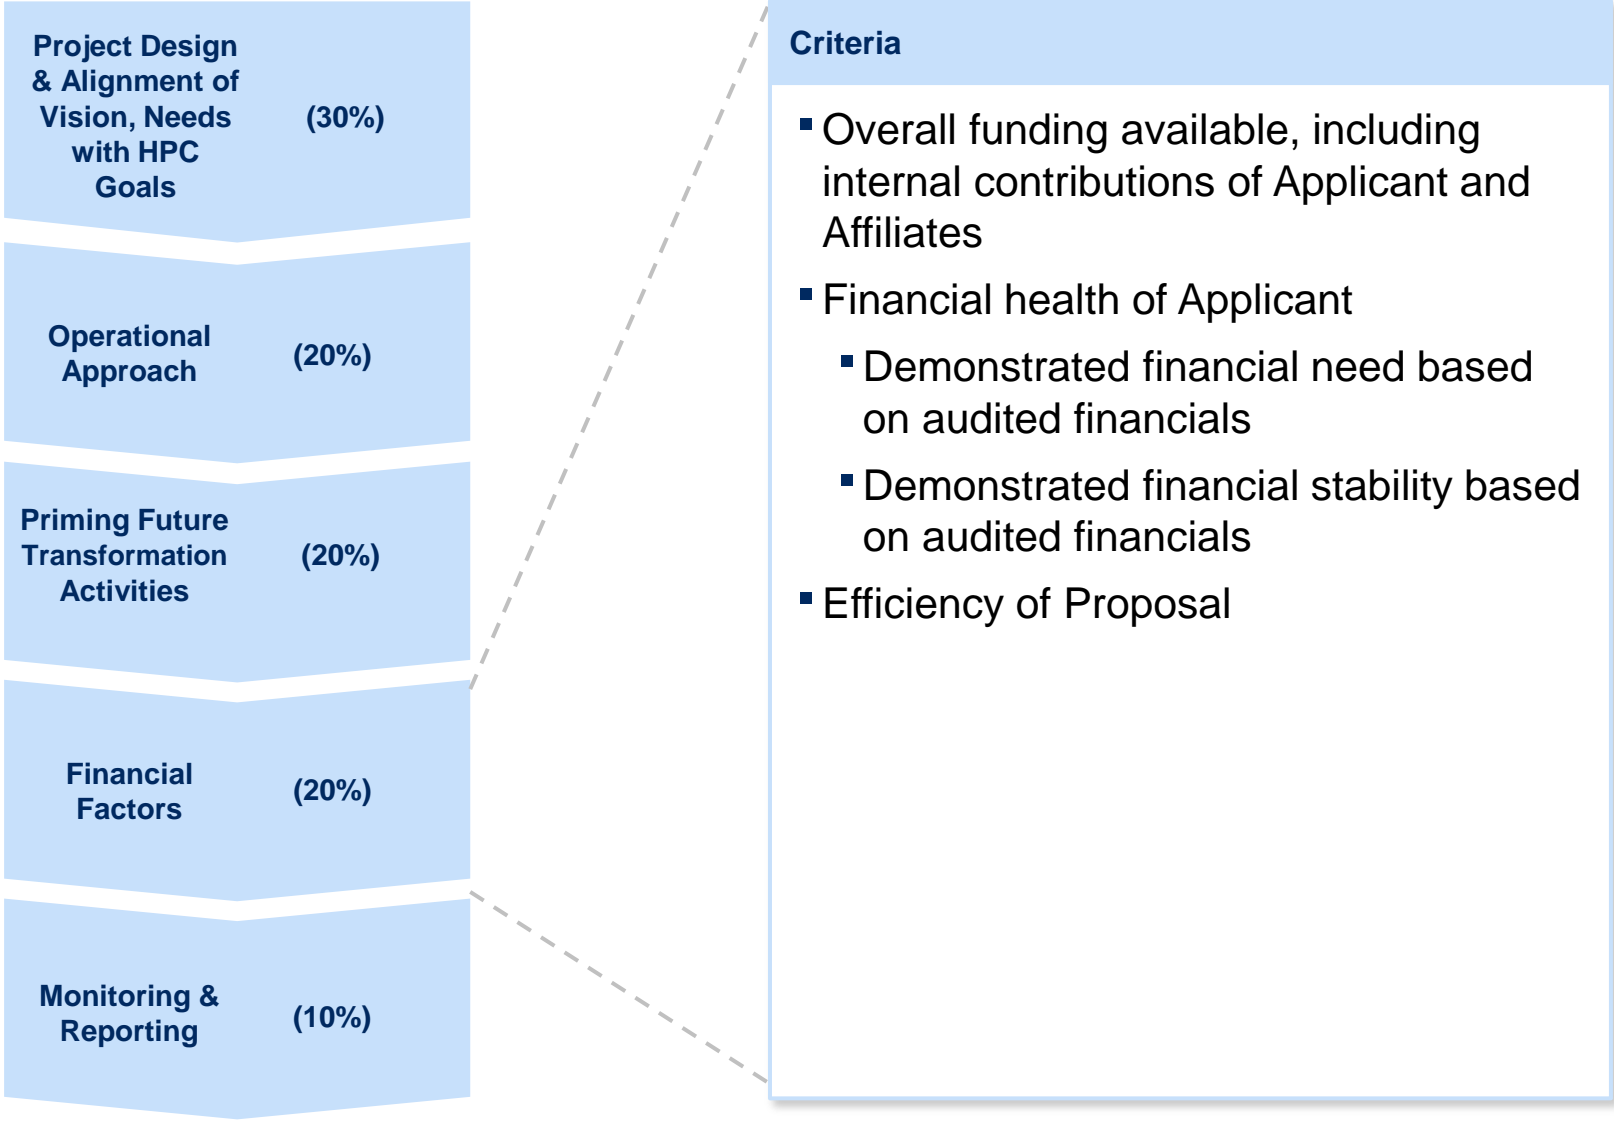 Project Design
& Alignment of
Vision, Needs
with HPC
Goals
(30%)
Operational
Approach
(20%)
Priming Future
Transformation
Activities
(20%)
Financial
Factors
(20%)
Monitoring &
Reporting
(10%)
Criteria
▪ Overall funding available, including
internal contributions of Applicant and
Affiliates
▪ Financial health of Applicant
▪ Demonstrated financial need based
on audited financials
▪ Demonstrated financial stability based
on audited financials
▪ Efficiency of Proposal